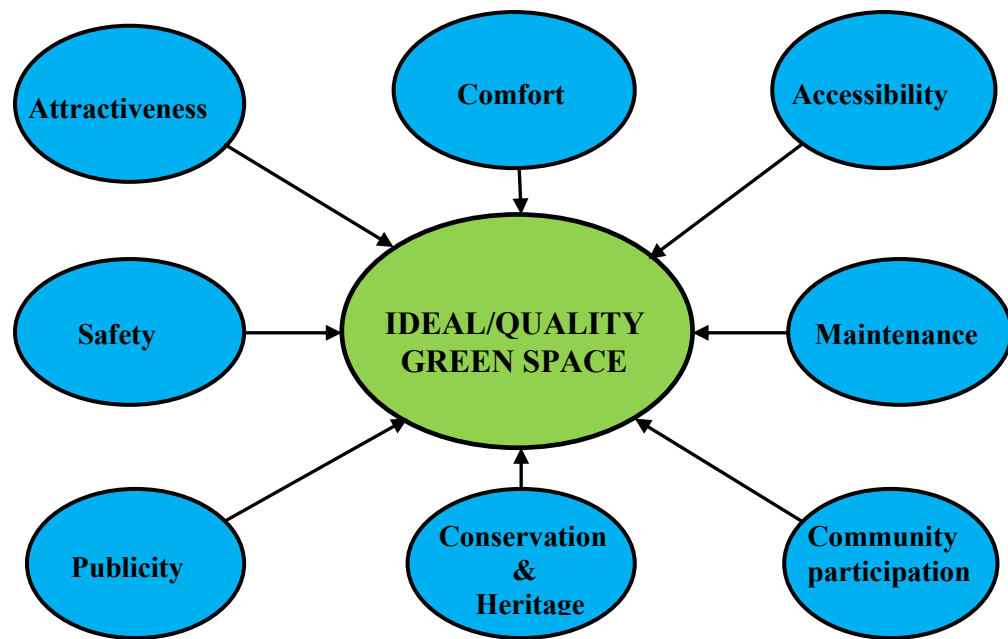 Attractiveness
Comfort
Accessibility
Safety
IDEAL/QUALITY
GREEN SPACE
Maintenance
Publicity
Conservation
&
Heritage
Community
participation